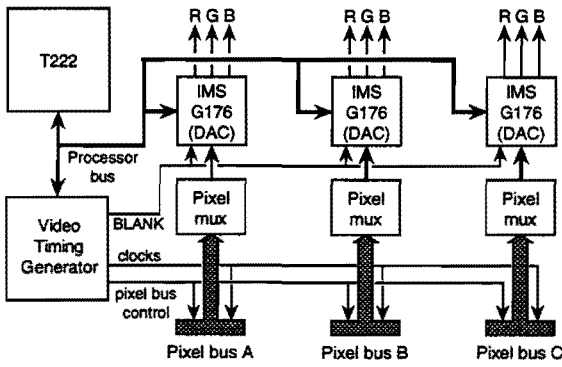 R G B
R G B
R G B
T222
IMS
G176
(DAC)
IMS
G176
(DAC)
IMS
G176
(DAC)
Processor
bus
Pixel
mux
Pixel
mux
Pixel
mux
BLANK
Video
Timing
Generator
clocks
pixel bus
control
Pixel bus A
Pixel bus B
Pixel bus C